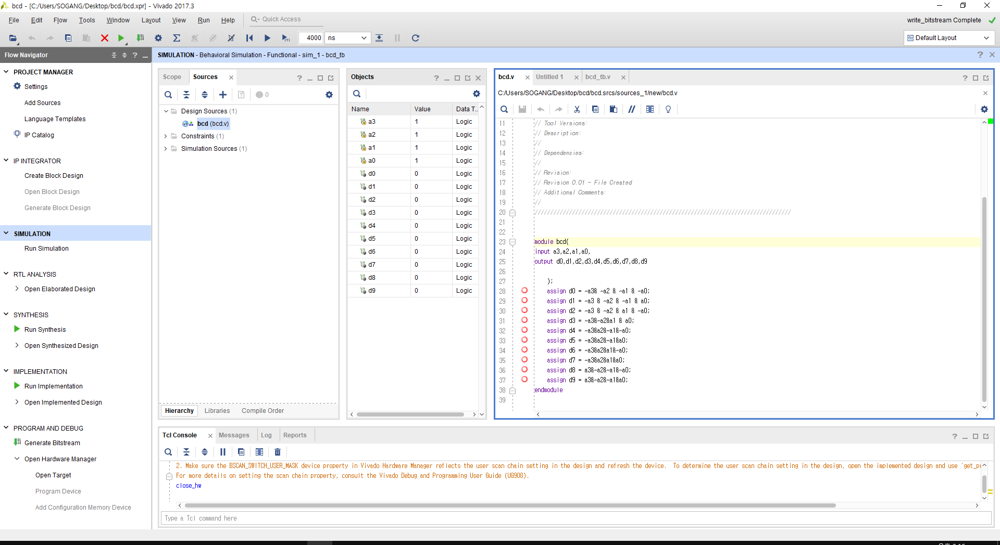 bcd - [C:/Users/SOGANG/Desktop/bcd/bcd.xpr] - Vivado 2017.3
File Edit Flow Tools Window Layout View Run Help Quick Access
write_bitstream Complete
4000 ns
Default Layout
Flow Navigator
SIMULATION - Behavioral Simulation - Functional - sim_1 - bcd_tb
PROJECT MANAGER
Settings
Add Sources
Language Templates
IP Catalog
IP INTEGRATOR
Create Block Design
Open Block Design
Generate Block Design
SIMULATION
Run Simulation
RTL ANALYSIS
Open Elaborated Design
SYNTHESIS
Run Synthesis
Open Synthesized Design
IMPLEMENTATION
Run Implementation
Open Implemented Design
PROGRAM AND DEBUG
Generate Bitstream
Open Hardware Manager
Open Target
Program Device
Add Configuration Memory Device
Scope Sources
0
Design Sources (1)
bcd (bcd.v)
Constraints (1)
Simulation Sources (1)
Hierarchy Libraries Compile Order
Objects
Name Value Data T...
a3 1 Logic
a2 1 Logic
a1 1 Logic
a0 1 Logic
d0 0 Logic
d1 0 Logic
d2 0 Logic
d3 0 Logic
d4 0 Logic
d5 0 Logic
d6 0 Logic
d7 0 Logic
d8 0 Logic
d9 0 Logic
bcd.v Untitled 1 bcd_tb.v
C:/Users/SOGANG/Desktop/bcd/bcd.srcs/sources_1/new/bcd.v
11 // Tool Versions:
12 // Description:
13 //
14 // Dependencies:
15 //
16 // Revision:
17 // Revision 0.01 - File Created
18 // Additional Comments:
19 //
20 //////////////////////////////////////////////////////////////////////////////////
21
22
23 module bcd(
24 input a3,a2,a1,a0,
25 output d0,d1,d2,d3,d4,d5,d6,d7,d8,d9
26
27 );
28 assign d0 = ~a3& ~a2 & ~a1 & ~a0;
29 assign d1 = ~a3 & ~a2 & ~a1 & a0;
30 assign d2 = ~a3 & ~a2 & a1 & ~a0;
31 assign d3 = ~a3&~a2&a1 & a0;
32 assign d4 = ~a3&a2&~a1&~a0;
33 assign d5 = ~a3&a2&~a1&a0;
34 assign d6 = ~a3&a2&a1&~a0;
35 assign d7 = ~a3&a2&a1&a0;
36 assign d8 = a3&~a2&~a1&~a0;
37 assign d9 = a3&~a2&~a1&a0;
38 endmodule
39
Tcl Console Messages Log Reports
2. Make sure the BSCAN_SWITCH_USER_MASK device property in Vivado Hardware Manager reflects the user scan chain setting in the design and refresh the device. To determine the user scan chain setting in the design, open the implemented design and use 'get_pr
For more details on setting the scan chain property, consult the Vivado Debug and Programming User Guide (UG908).
close_hw
Type a Tcl command here